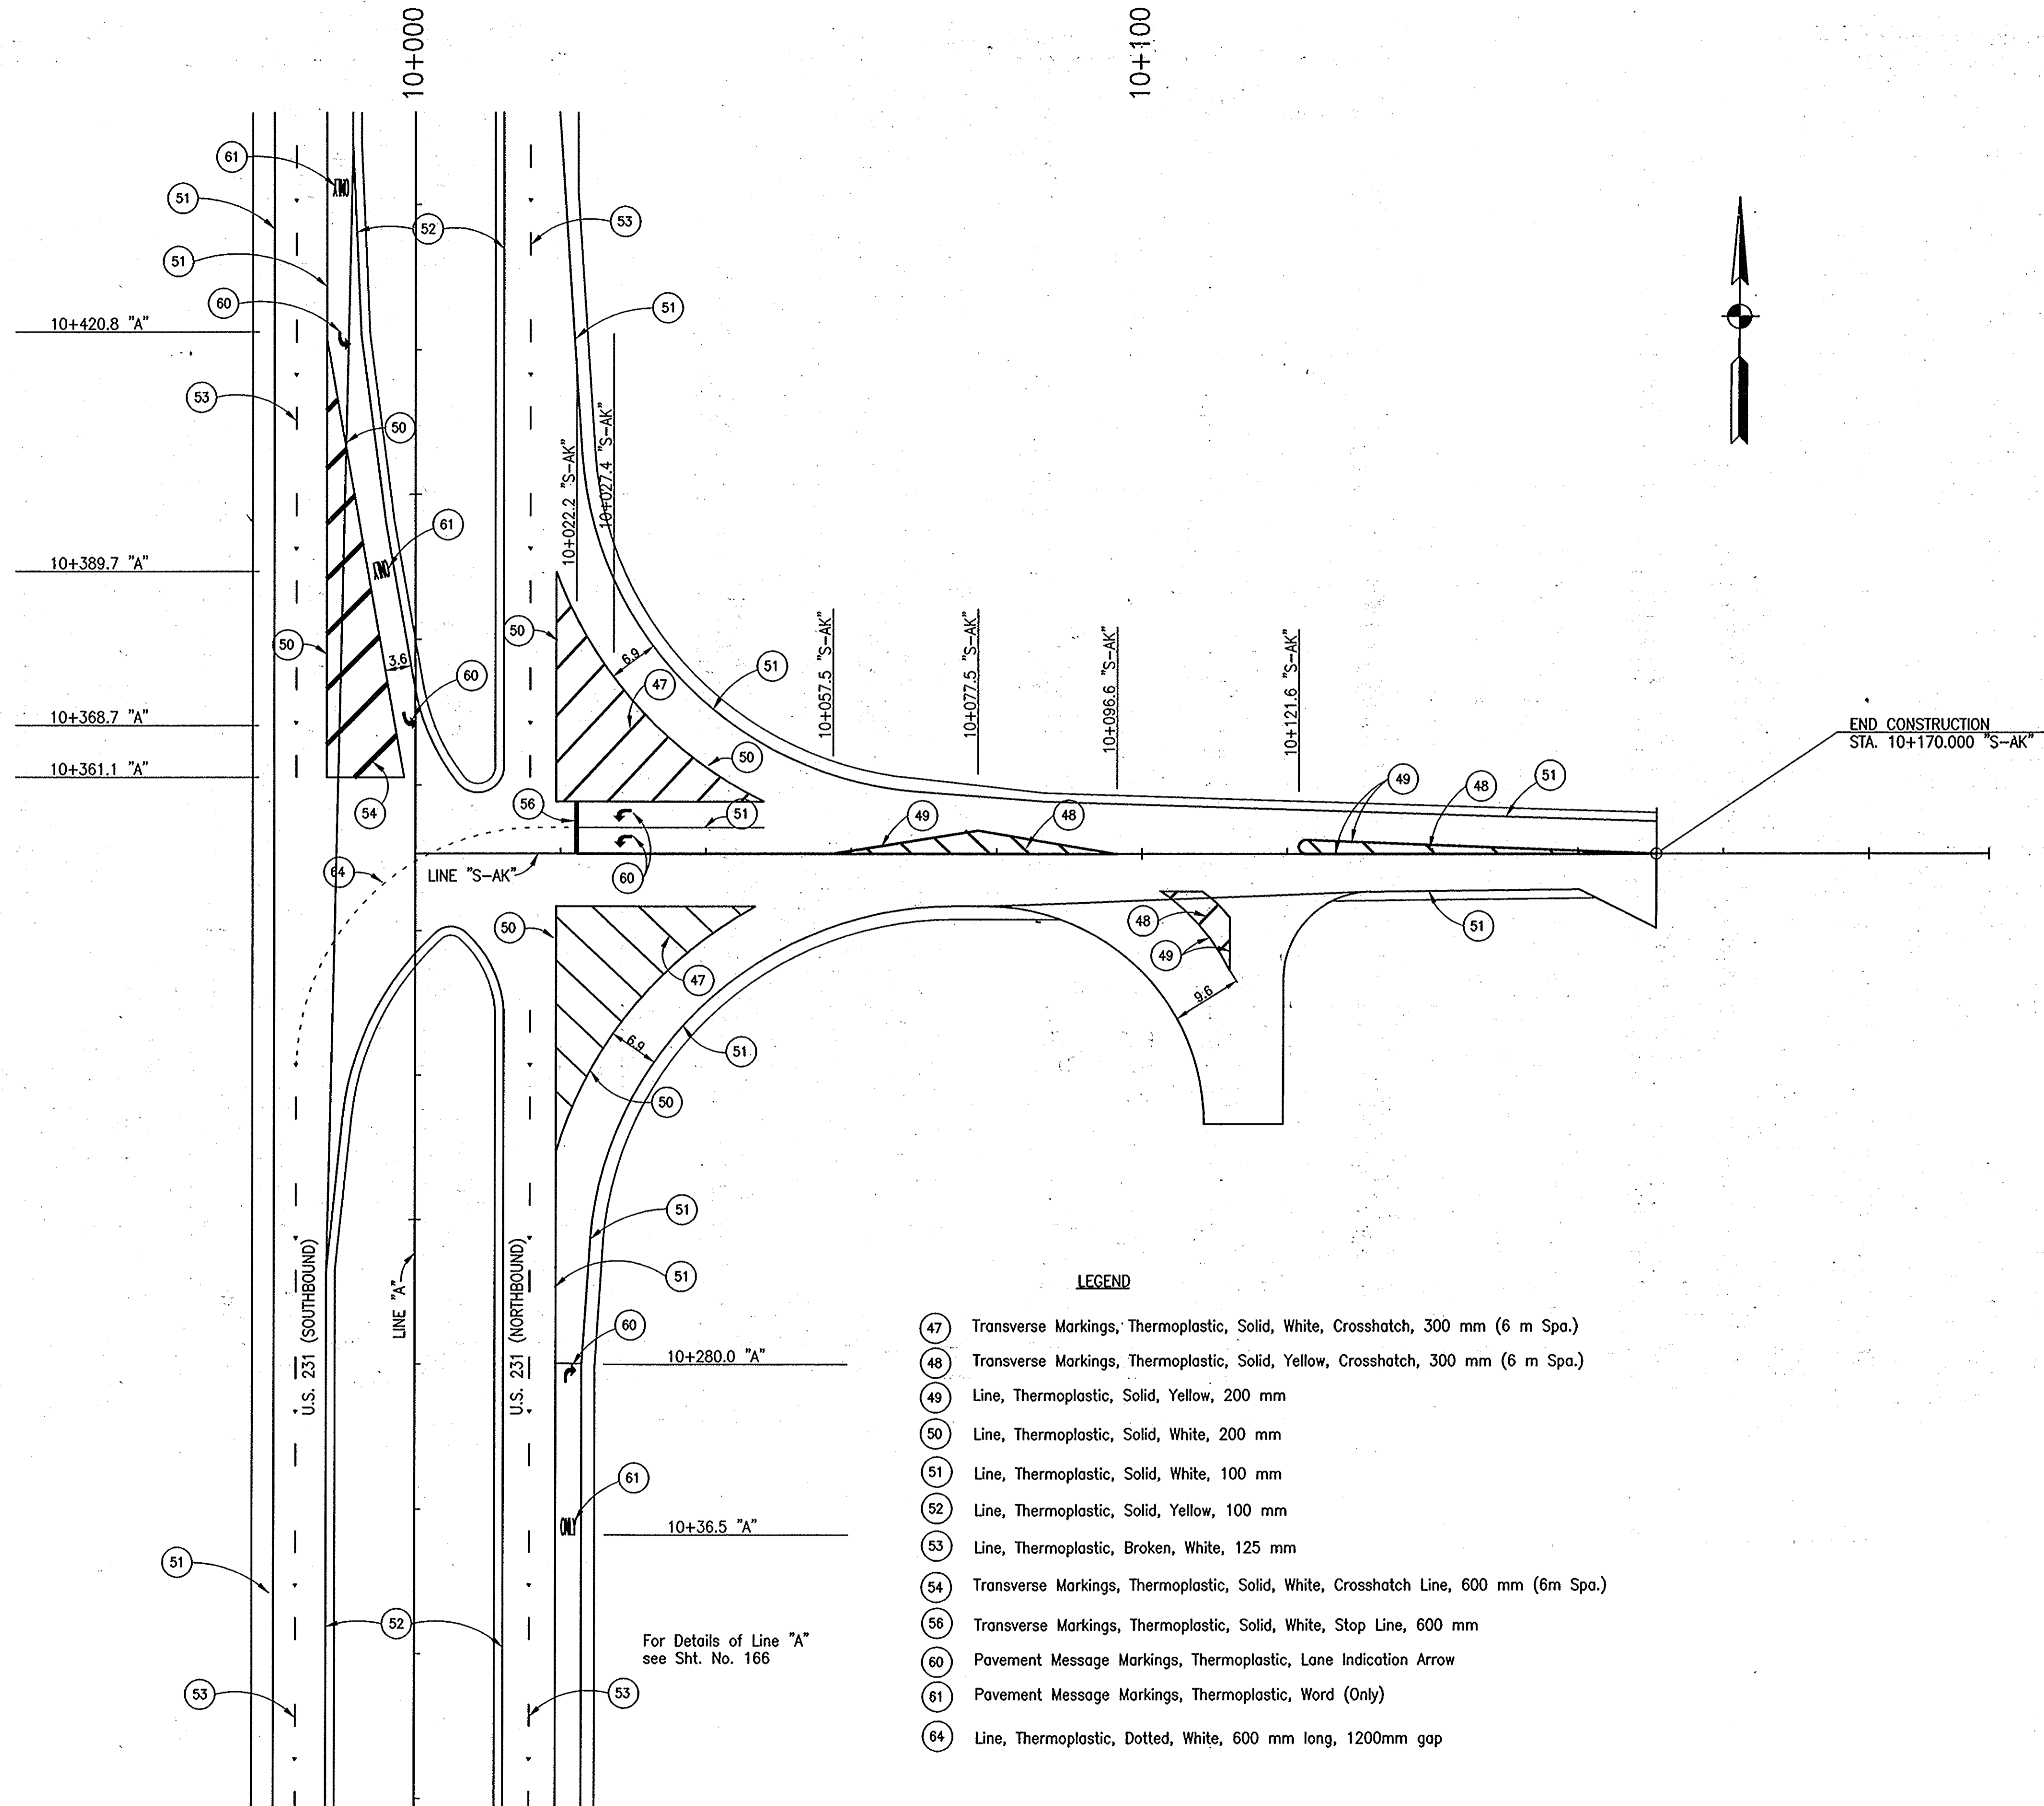 10+000
10+100
61
51
52
53
51
60
51
10+420.8 "A"
53
50
10+022.2 "S-AK"
10+027.4 "S-AK"
61
10+389.7 "A"
50
50
6.9
3.6
60
47
51
10+057.5 "S-AK"
10+077.5 "S-AK"
10+096.6 "S-AK"
10+121.6 "S-AK"
10+368.7 "A"
END CONSTRUCTION
STA. 10+170.000 "S-AK"
50
10+361.1 "A"
49
48
51
54
56
51
49
48
64
LINE "S-AK"
60
50
48
51
49
47
9.6
6.9
51
50
51
U.S. 231 (SOUTHBOUND)
LINE "A"
U.S. 231 (NORTHBOUND)
51
60
10+280.0 "A"
61
ONLY
ONLY
ONLY
10+36.5 "A"
51
52
For Details of Line "A"
see Sht. No. 166
53
53
LEGEND
47 Transverse Markings, Thermoplastic, Solid, White, Crosshatch, 300 mm (6 m Spa.)
48 Transverse Markings, Thermoplastic, Solid, Yellow, Crosshatch, 300 mm (6 m Spa.)
49 Line, Thermoplastic, Solid, Yellow, 200 mm
50 Line, Thermoplastic, Solid, White, 200 mm
51 Line, Thermoplastic, Solid, White, 100 mm
52 Line, Thermoplastic, Solid, Yellow, 100 mm
53 Line, Thermoplastic, Broken, White, 125 mm
54 Transverse Markings, Thermoplastic, Solid, White, Crosshatch Line, 600 mm (6m Spa.)
56 Transverse Markings, Thermoplastic, Solid, White, Stop Line, 600 mm
60 Pavement Message Markings, Thermoplastic, Lane Indication Arrow
61 Pavement Message Markings, Thermoplastic, Word (Only)
64 Line, Thermoplastic, Dotted, White, 600 mm long, 1200mm gap